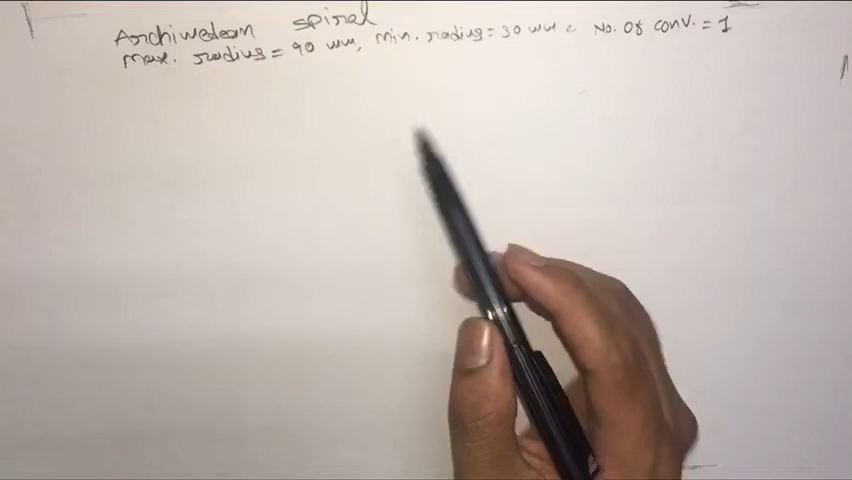 Archimedean spiral
max. radius = 90 mm, min. radius = 30 mm & No. of conv. = 1